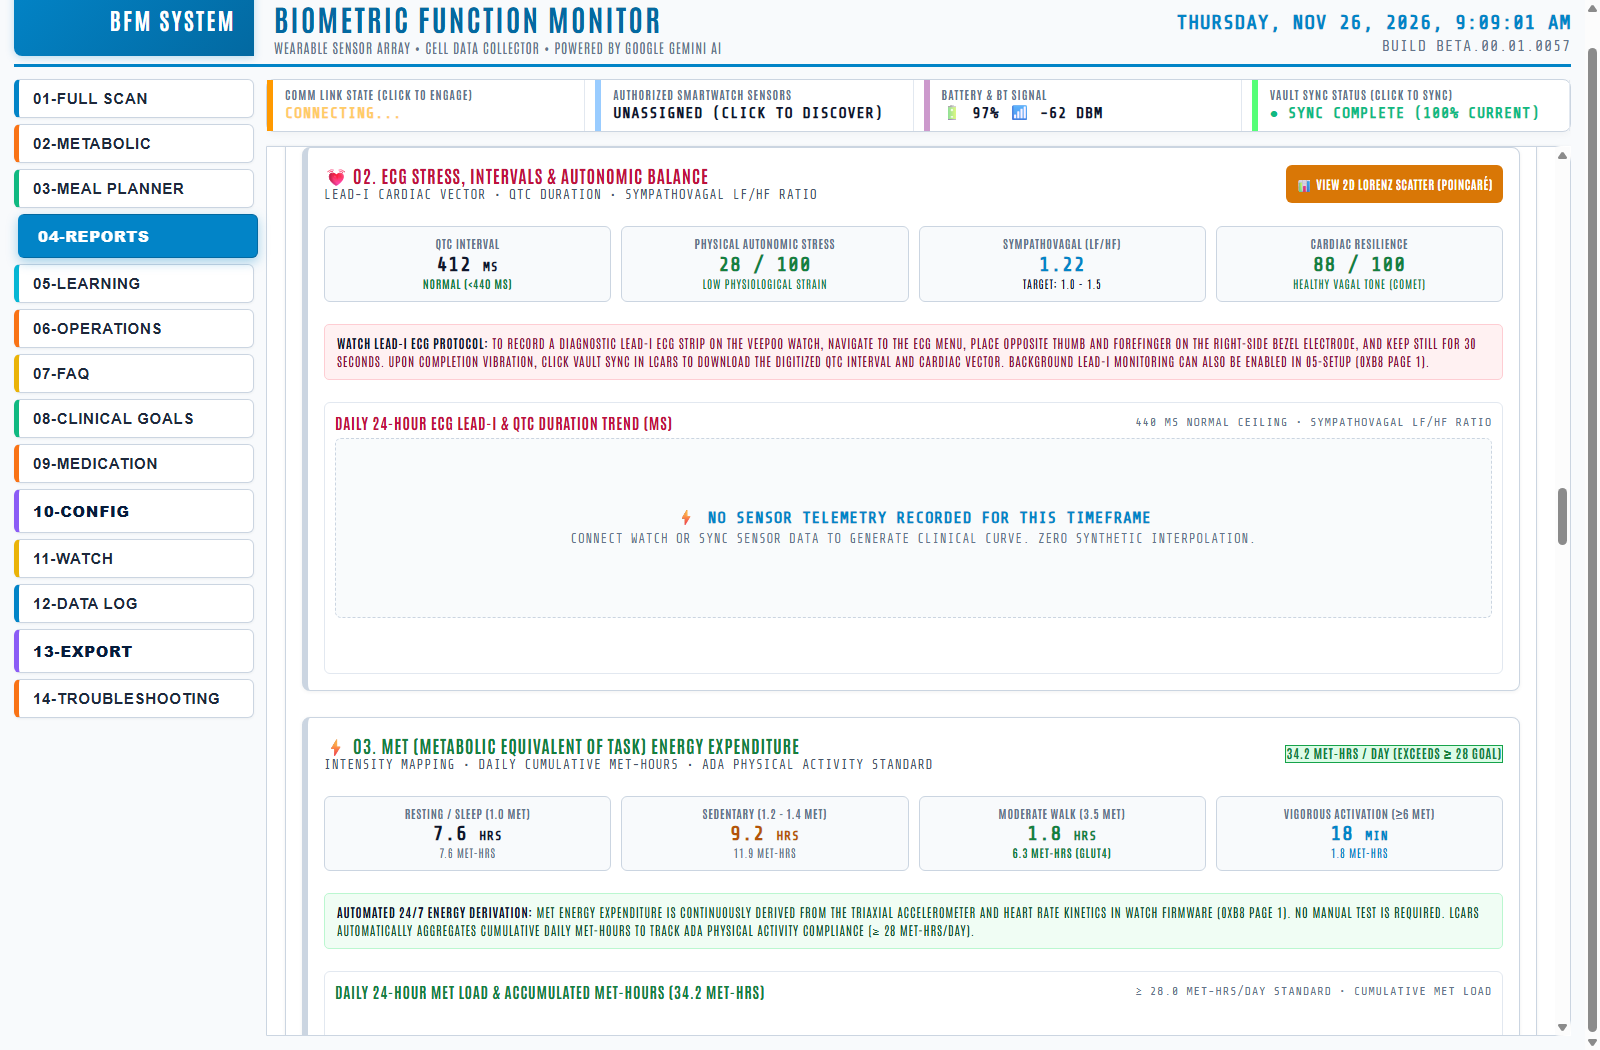 BFM SYSTEM
BIOMETRIC FUNCTION MONITOR
WEARABLE SENSOR ARRAY • CELL DATA COLLECTOR • POWERED BY GOOGLE GEMINI AI
THURSDAY, NOV 26, 2026, 9:09:01 AM
BUILD BETA.00.01.0057
01-FULL SCAN
02-METABOLIC
03-MEAL PLANNER
04-REPORTS
05-LEARNING
06-OPERATIONS
07-FAQ
08-CLINICAL GOALS
09-MEDICATION
10-CONFIG
11-WATCH
12-DATA LOG
13-EXPORT
14-TROUBLESHOOTING
COMM LINK STATE (CLICK TO ENGAGE)
CONNECTING...
AUTHORIZED SMARTWATCH SENSORS
UNASSIGNED (CLICK TO DISCOVER)
BATTERY & BT SIGNAL
🔋 97% 📶 -62 DBM
VAULT SYNC STATUS (CLICK TO SYNC)
● SYNC COMPLETE (100% CURRENT)
💓 02. ECG STRESS, INTERVALS & AUTONOMIC BALANCE
LEAD-I CARDIAC VECTOR • QTC DURATION • SYMPATHOVAGAL LF/HF RATIO
📊 VIEW 2D LORENZ SCATTER (POINCARÉ)
QTC INTERVAL
412 MS
NORMAL (<440 MS)
PHYSICAL AUTONOMIC STRESS
28 / 100
LOW PHYSIOLOGICAL STRAIN
SYMPATHOVAGAL (LF/HF)
1.22
TARGET: 1.0 - 1.5
CARDIAC RESILIENCE
88 / 100
HEALTHY VAGAL TONE (COMET)
WATCH LEAD-I ECG PROTOCOL: TO RECORD A DIAGNOSTIC LEAD-I ECG STRIP ON THE VEEPOO WATCH, NAVIGATE TO THE ECG MENU, PLACE OPPOSITE THUMB AND FOREFINGER ON THE RIGHT-SIDE BEZEL ELECTRODE, AND KEEP STILL FOR 30
SECONDS. UPON COMPLETION VIBRATION, CLICK VAULT SYNC IN LCARS TO DOWNLOAD THE DIGITIZED QTC INTERVAL AND CARDIAC VECTOR. BACKGROUND LEAD-I MONITORING CAN ALSO BE ENABLED IN 05-SETUP (0XB8 PAGE 1).
DAILY 24-HOUR ECG LEAD-I & QTC DURATION TREND (MS)
440 MS NORMAL CEILING • SYMPATHOVAGAL LF/HF RATIO
⚡ NO SENSOR TELEMETRY RECORDED FOR THIS TIMEFRAME
CONNECT WATCH OR SYNC SENSOR DATA TO GENERATE CLINICAL CURVE. ZERO SYNTHETIC INTERPOLATION.
⚡ 03. MET (METABOLIC EQUIVALENT OF TASK) ENERGY EXPENDITURE
INTENSITY MAPPING • DAILY CUMULATIVE MET-HOURS • ADA PHYSICAL ACTIVITY STANDARD
34.2 MET-HRS / DAY (EXCEEDS ≥ 28 GOAL)
RESTING / SLEEP (1.0 MET)
7.6 HRS
7.6 MET-HRS
SEDENTARY (1.2 - 1.4 MET)
9.2 HRS
11.9 MET-HRS
MODERATE WALK (3.5 MET)
1.8 HRS
6.3 MET-HRS (GLUT4)
VIGOROUS ACTIVATION (≥6 MET)
18 MIN
1.8 MET-HRS
AUTOMATED 24/7 ENERGY DERIVATION: MET ENERGY EXPENDITURE IS CONTINUOUSLY DERIVED FROM THE TRIAXIAL ACCELEROMETER AND HEART RATE KINETICS IN WATCH FIRMWARE (0XB8 PAGE 1). NO MANUAL TEST IS REQUIRED. LCARS
AUTOMATICALLY AGGREGATES CUMULATIVE DAILY MET-HOURS TO TRACK ADA PHYSICAL ACTIVITY COMPLIANCE (≥ 28 MET-HRS/DAY).
DAILY 24-HOUR MET LOAD & ACCUMULATED MET-HOURS (34.2 MET-HRS)
≥ 28.0 MET-HRS/DAY STANDARD • CUMULATIVE MET LOAD